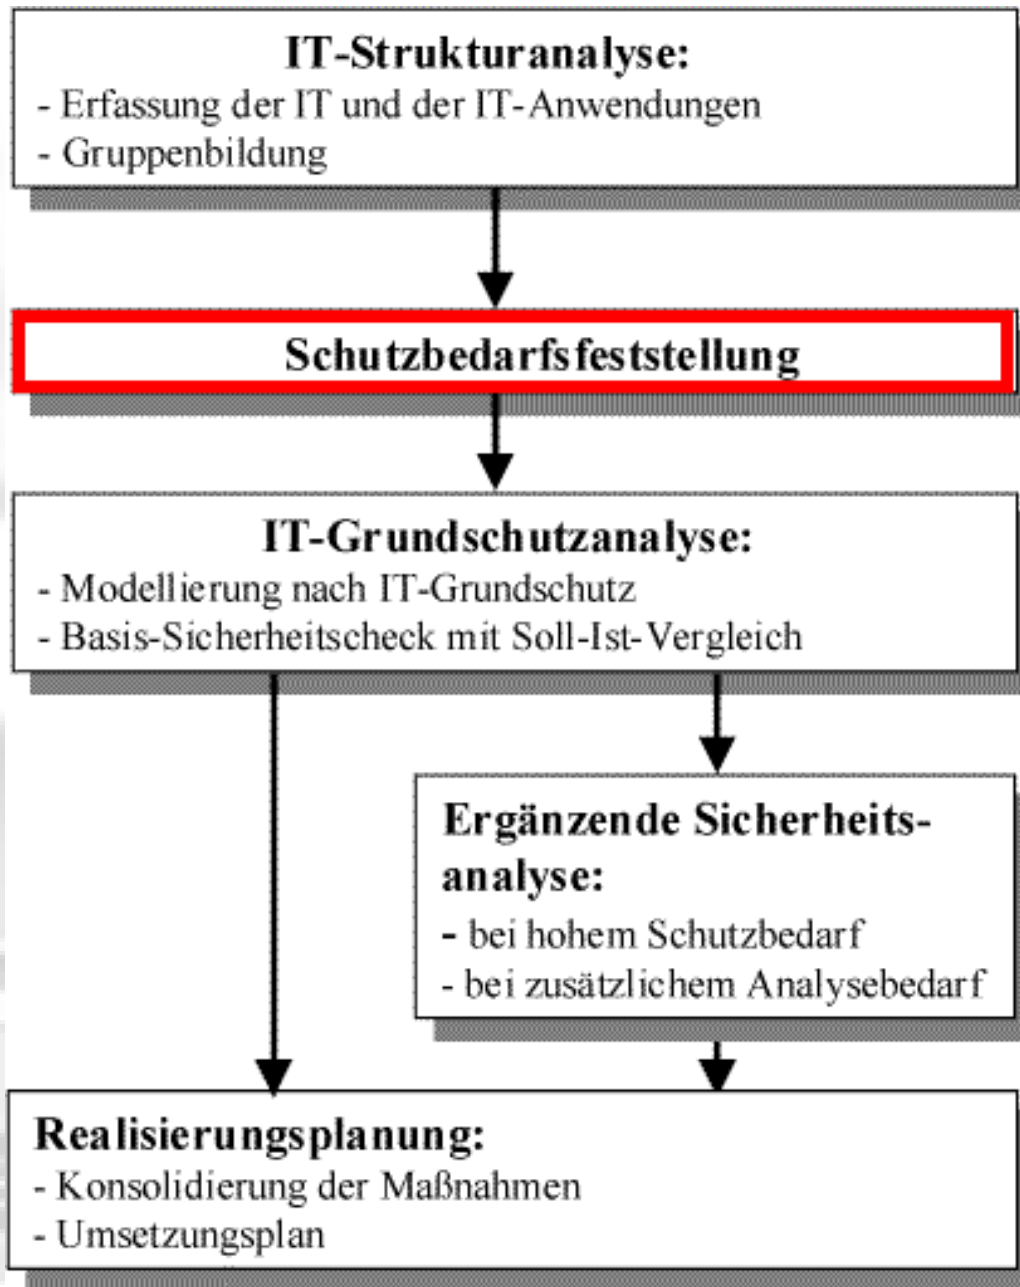 IT-Strukturanalyse:
- Erfassung der IT und der IT-Anwendungen
- Gruppenbildung
Schutzbedarfsfeststellung
IT-Grundschutzanalyse:
- Modellierung nach IT-Grundschutz
- Basis-Sicherheitscheck mit Soll-Ist-Vergleich
Ergänzende Sicherheits-
analyse:
- bei hohem Schutzbedarf
- bei zusätzlichem Analysebedarf
Realisierungsplanung:
- Konsolidierung der Maßnahmen
- Umsetzungsplan